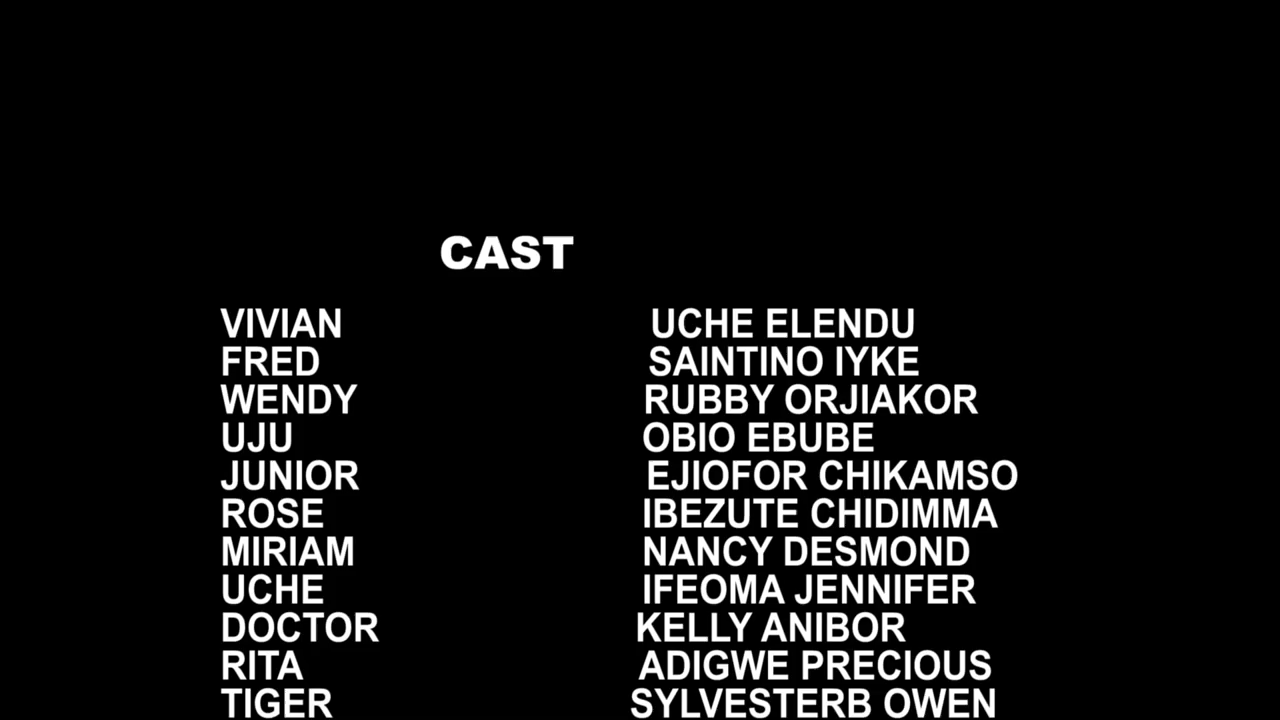 CAST
VIVIAN UCHE ELENDU
FRED SAINTINO IYKE
WENDY RUBBY ORJIAKOR
UJU OBIO EBUBE
JUNIOR EJIOFOR CHIKAMSO
ROSE IBEZUTE CHIDIMMA
MIRIAM NANCY DESMOND
UCHE IFEOMA JENNIFER
DOCTOR KELLY ANIBOR
RITA ADIGWE PRECIOUS
TIGER SYLVESTERB OWEN